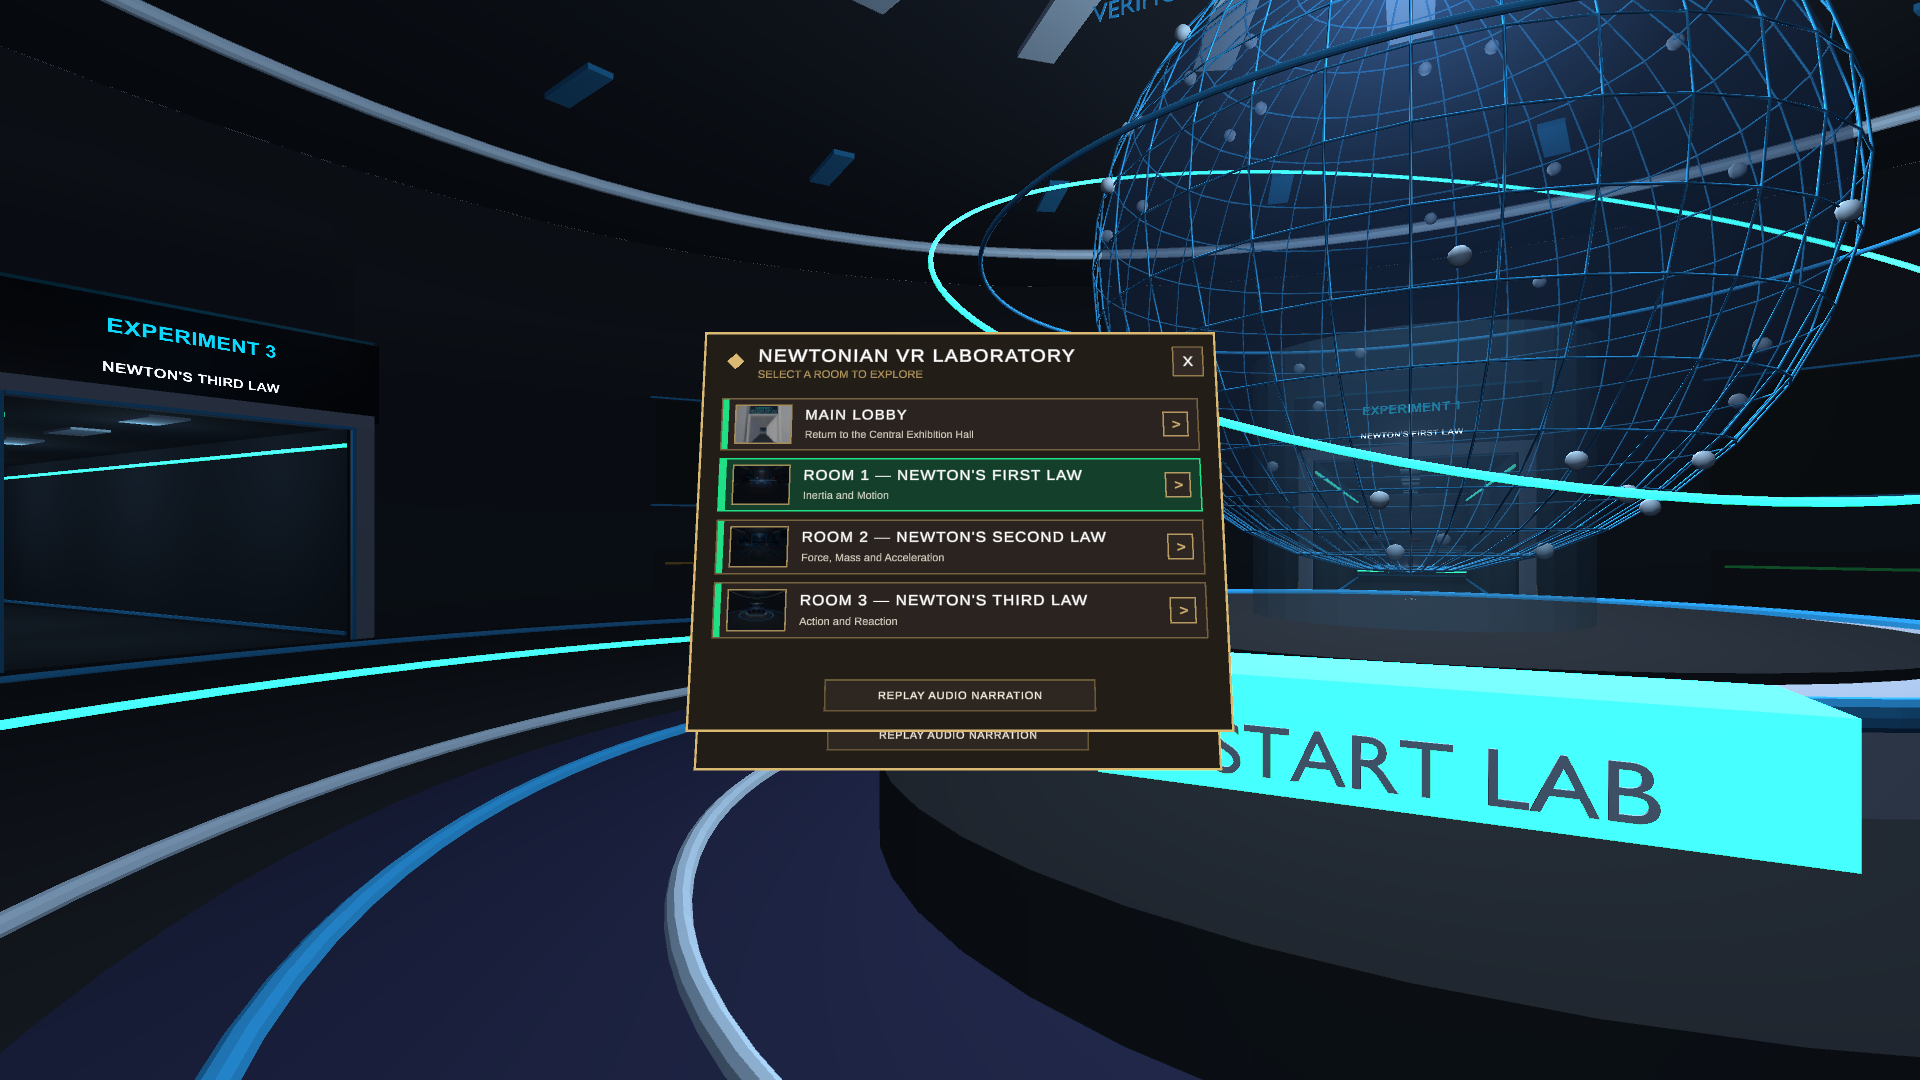 EXPERIMENT 3
NEWTON'S THIRD LAW
NEWTONIAN VR LABORATORY
SELECT A ROOM TO EXPLORE
X
MAIN LOBBY
Return to the Central Exhibition Hall
>
ROOM 1 — NEWTON'S FIRST LAW
Inertia and Motion
>
ROOM 2 — NEWTON'S SECOND LAW
Force, Mass and Acceleration
>
ROOM 3 — NEWTON'S THIRD LAW
Action and Reaction
>
REPLAY AUDIO NARRATION
REPLAY AUDIO NARRATION
EXPERIMENT 1
NEWTON'S FIRST LAW
START LAB